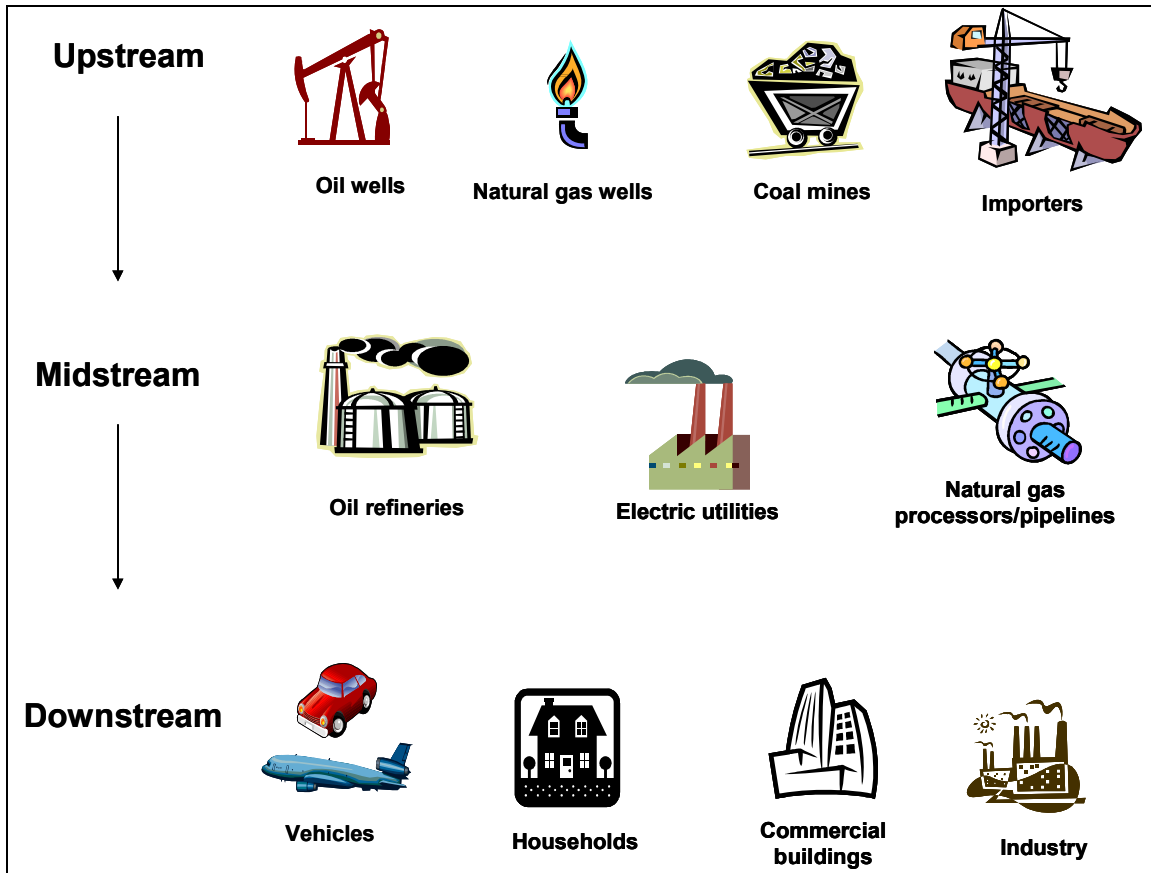 Upstream
Oil wells
Natural gas wells
Coal mines
Importers
Midstream
Oil refineries
Electric utilities
Natural gas
processors/pipelines
Downstream
Vehicles
Households
Commercial
buildings
Industry